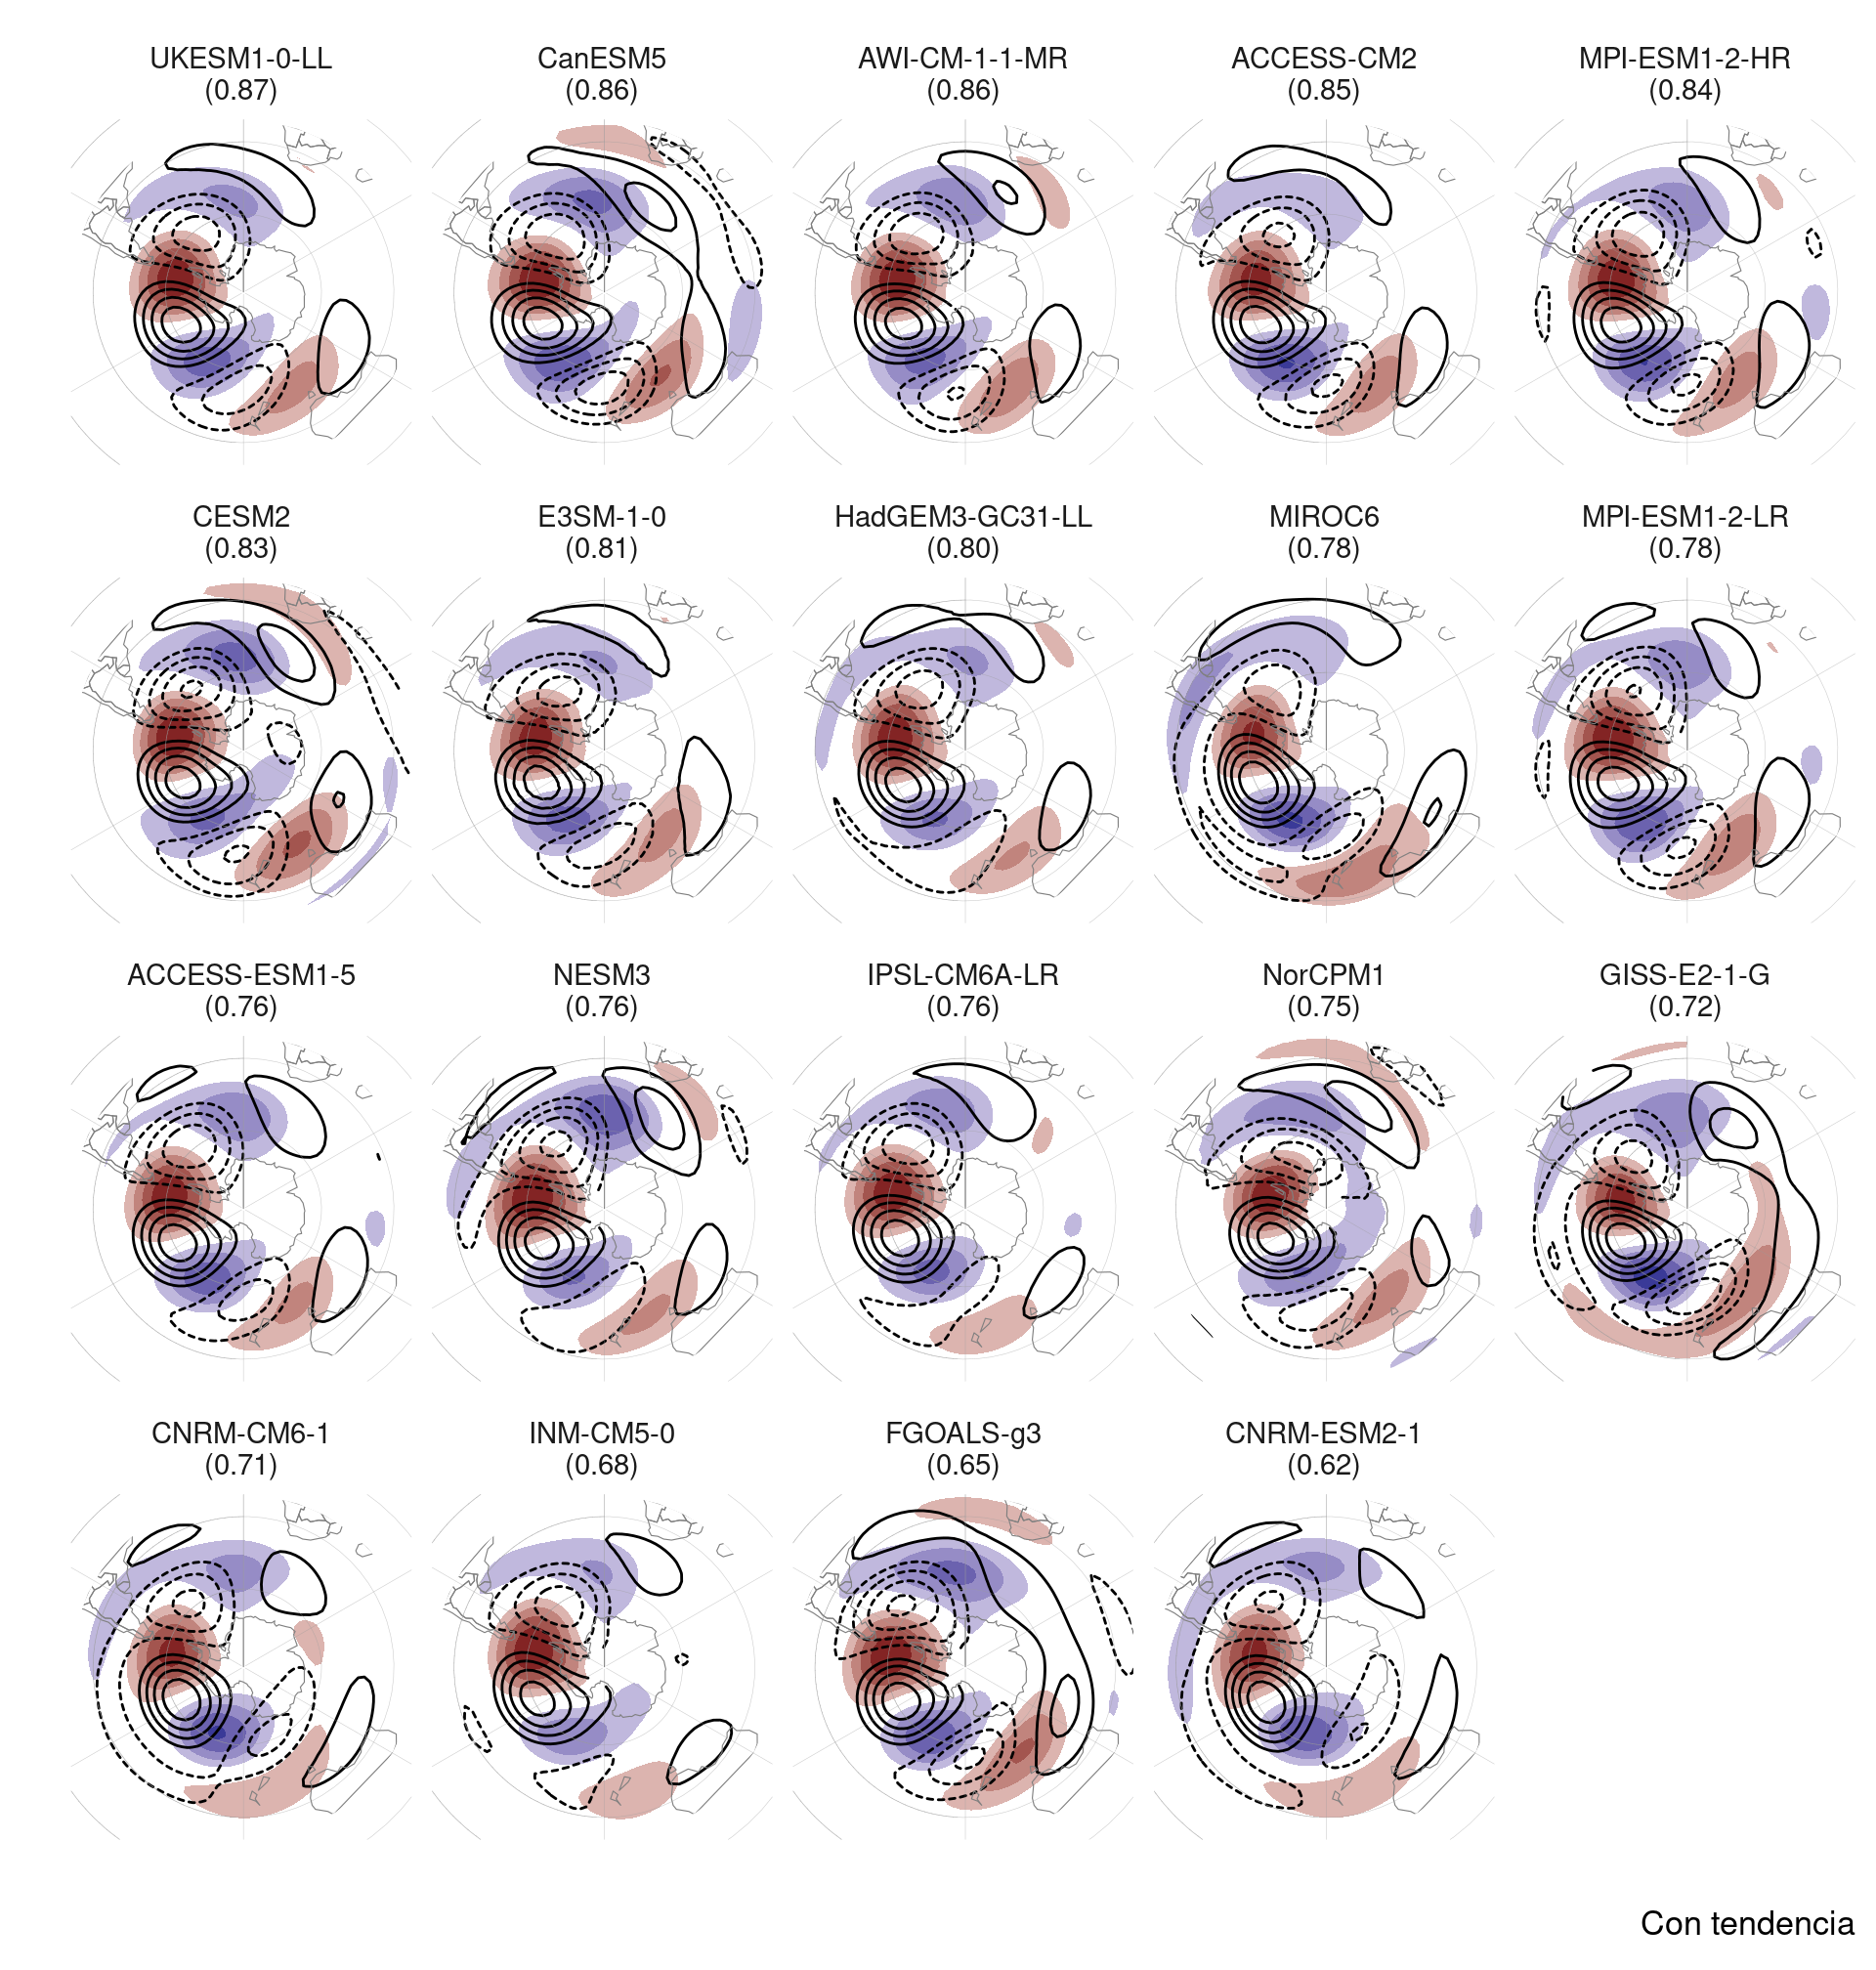 UKESM1-0-LL
(0.87)
CanESM5
(0.86)
AWI-CM-1-1-MR
(0.86)
ACCESS-CM2
(0.85)
MPI-ESM1-2-HR
(0.84)
CESM2
(0.83)
E3SM-1-0
(0.81)
HadGEM3-GC31-LL
(0.80)
MIROC6
(0.78)
MPI-ESM1-2-LR
(0.78)
ACCESS-ESM1-5
(0.76)
NESM3
(0.76)
IPSL-CM6A-LR
(0.76)
NorCPM1
(0.75)
GISS-E2-1-G
(0.72)
CNRM-CM6-1
(0.71)
INM-CM5-0
(0.68)
FGOALS-g3
(0.65)
CNRM-ESM2-1
(0.62)
Con tendencia